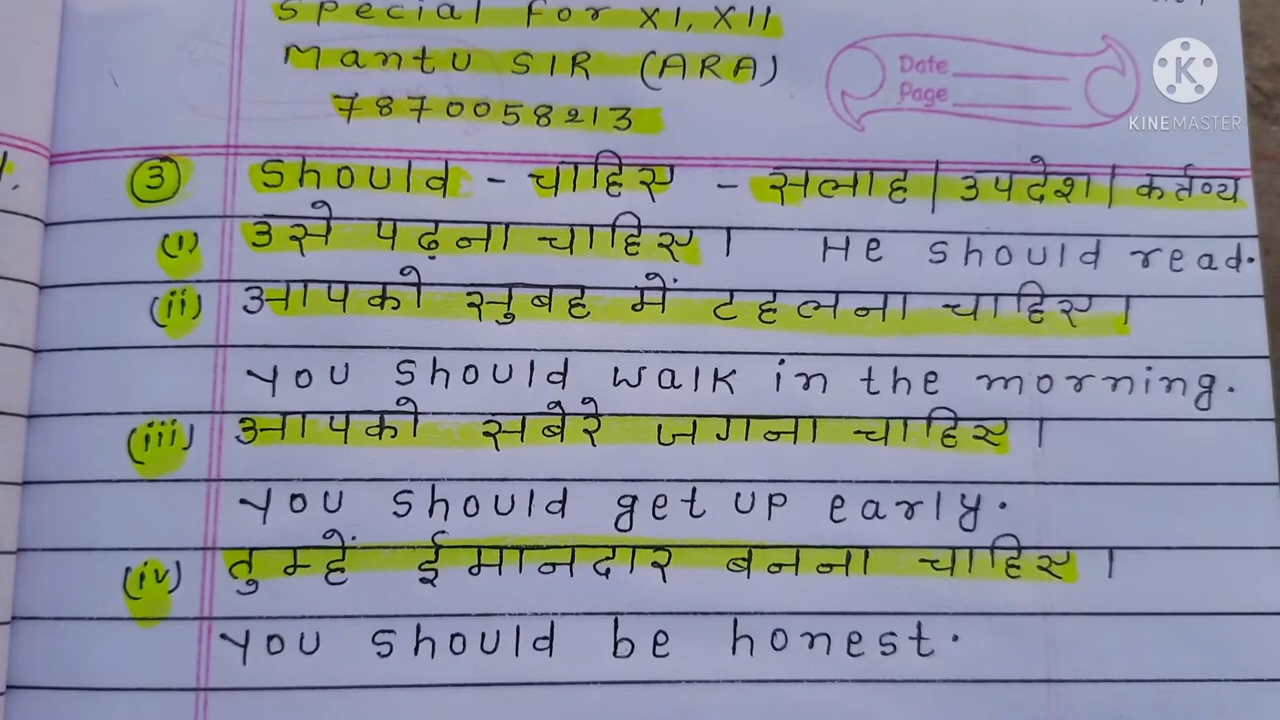 Special For XI, XII
Mantu SIR (ARA)
7870058213
Date
Page
KINEMASTER
③ Should - चाहिए - सलाह | उपदेश | कर्तव्य
(i) उसे पढ़ना चाहिए । He should read.
(ii) आपको सुबह में टहलना चाहिए ।
You should walk in the morning.
(iii) आपको सबेरे जगना चाहिए ।
You should get up early.
(iv) तुम्हें ईमानदार बनना चाहिए ।
You should be honest.